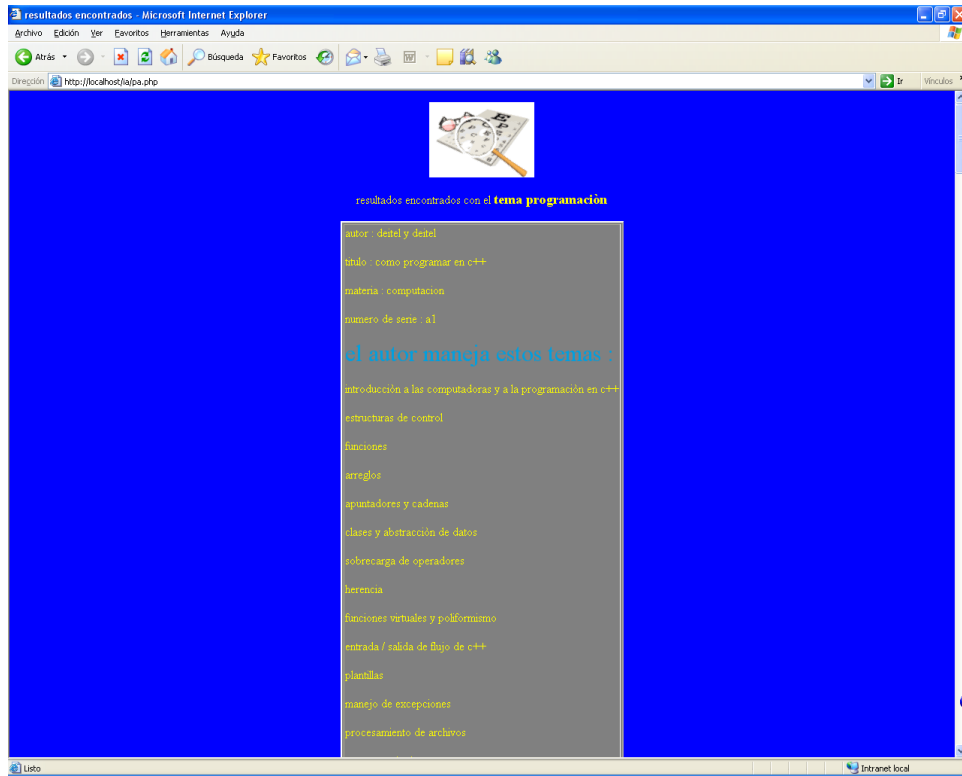 resultados encontrados - Microsoft Internet Explorer
Archivo Edición Ver Favoritos Herramientas Ayuda
Atrás Búsqueda Favoritos
Dirección http://localhost/ia/pa.php Ir Vínculos
resultados encontrados con el tema programaciòn
autor : deitel y deitel
titulo : como programar en c++
materia : computacion
numero de serie : a1
el autor maneja estos temas :
introducción a las computadoras y a la programaciòn en c++
estructuras de control
funciones
arreglos
apuntadores y cadenas
clases y abstracciòn de datos
sobrecarga de operadores
herencia
funciones virtuales y poliformismo
entrada / salida de flujo de c++
plantillas
manejo de excepciones
procesamiento de archivos
Listo Intranet local